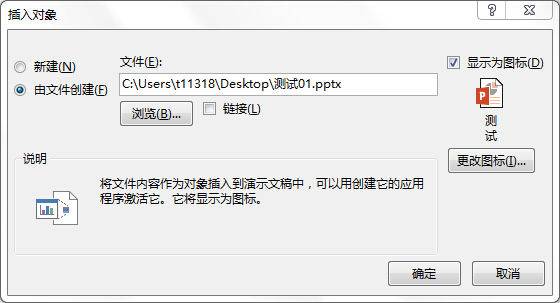 插入对象
新建(N)
由文件创建(F)
文件(E):
C:\Users\t11318\Desktop\测试01.pptx
浏览(B)...
链接(L)
显示为图标(D)
测
试
更改图标(I)...
说明
将文件内容作为对象插入到演示文稿中，可以用创建它的应用
程序激活它。它将显示为图标。
确定
取消